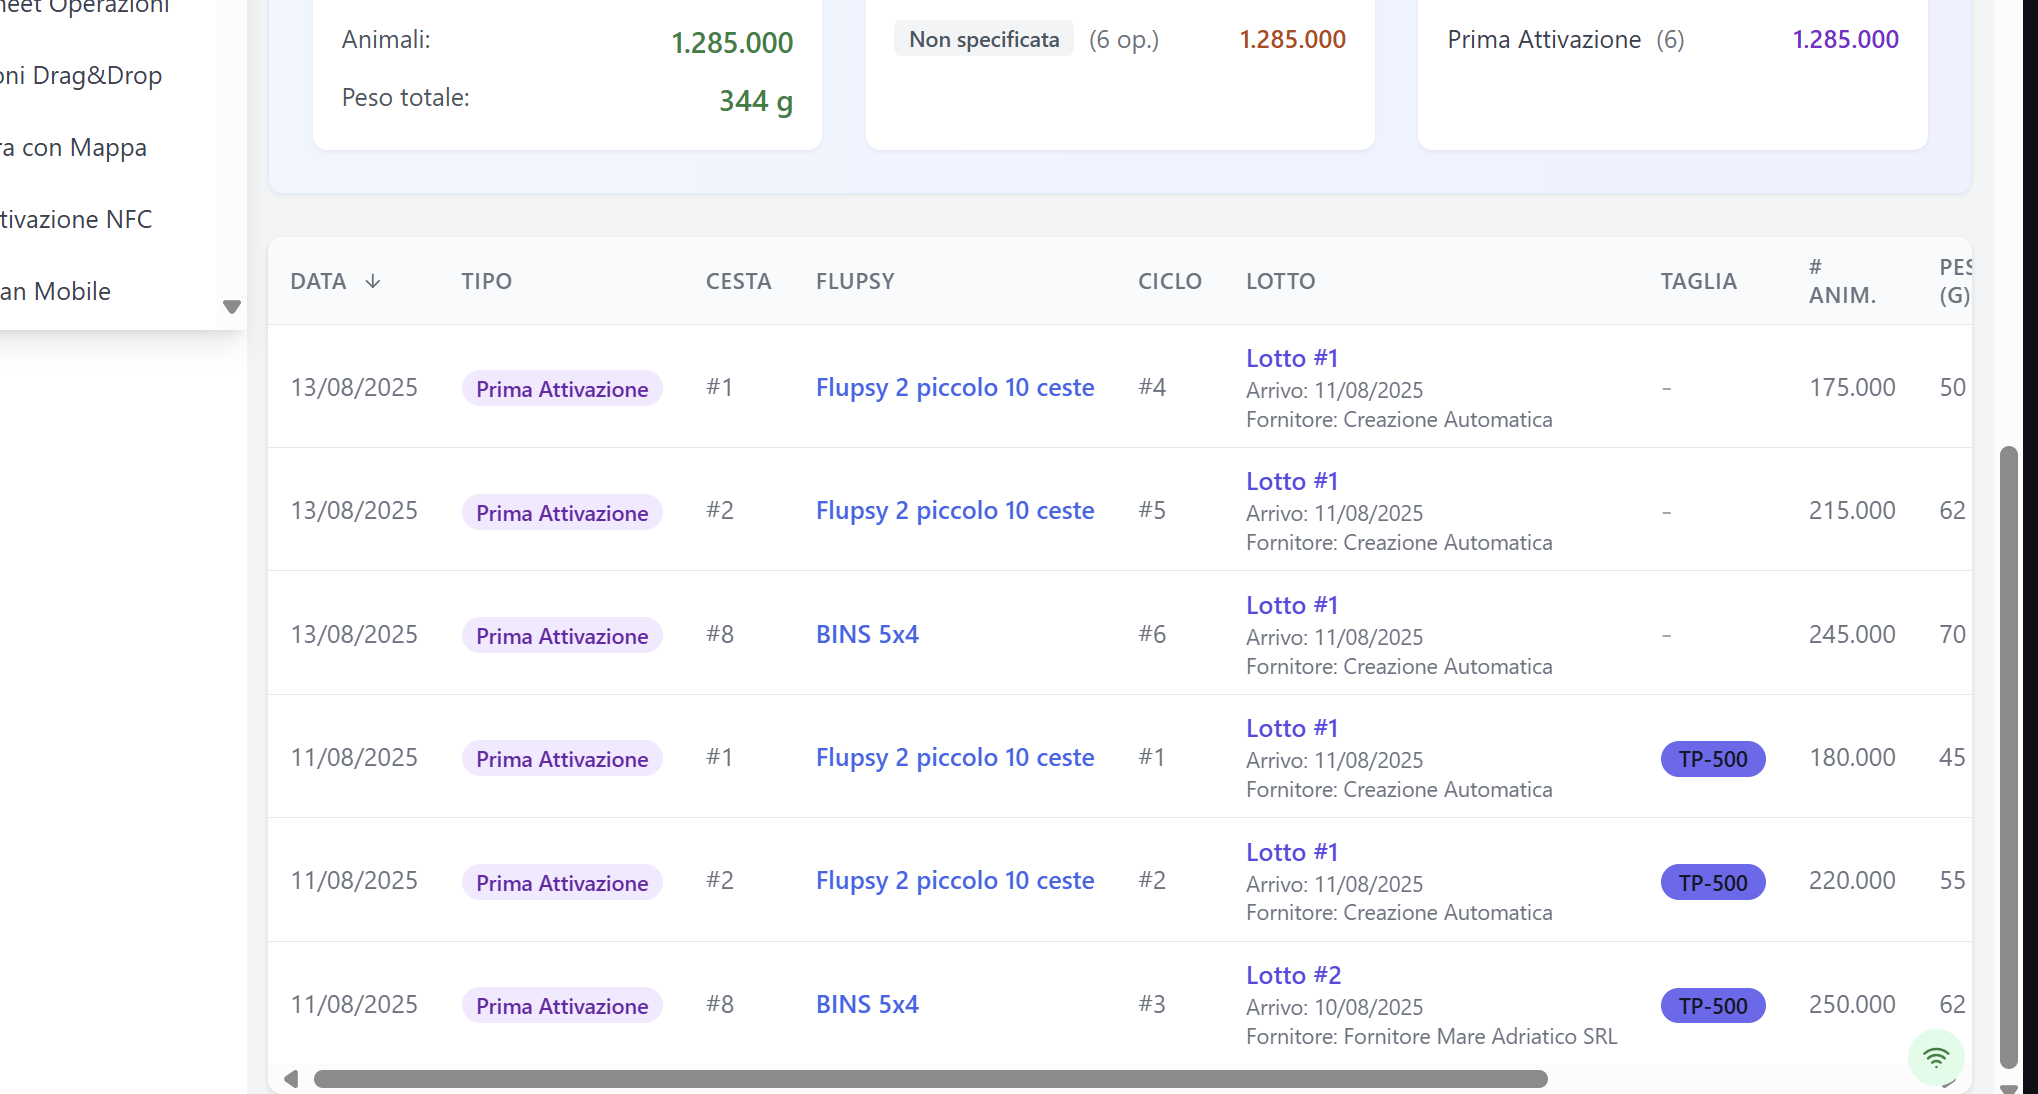 heet Operazioni
oni Drag&Drop
ra con Mappa
ttivazione NFC
an Mobile
Animali: 1.285.000
Peso totale: 344 g
Non specificata (6 op.) 1.285.000
Prima Attivazione (6) 1.285.000
DATA ↓ TIPO CESTA FLUPSY CICLO LOTTO TAGLIA # ANIM. PES (G)
13/08/2025 Prima Attivazione #1 Flupsy 2 piccolo 10 ceste #4 Lotto #1
Arrivo: 11/08/2025
Fornitore: Creazione Automatica
- 175.000 50
13/08/2025 Prima Attivazione #2 Flupsy 2 piccolo 10 ceste #5 Lotto #1
Arrivo: 11/08/2025
Fornitore: Creazione Automatica
- 215.000 62
13/08/2025 Prima Attivazione #8 BINS 5x4 #6 Lotto #1
Arrivo: 11/08/2025
Fornitore: Creazione Automatica
- 245.000 70
11/08/2025 Prima Attivazione #1 Flupsy 2 piccolo 10 ceste #1 Lotto #1
Arrivo: 11/08/2025
Fornitore: Creazione Automatica
TP-500 180.000 45
11/08/2025 Prima Attivazione #2 Flupsy 2 piccolo 10 ceste #2 Lotto #1
Arrivo: 11/08/2025
Fornitore: Creazione Automatica
TP-500 220.000 55
11/08/2025 Prima Attivazione #8 BINS 5x4 #3 Lotto #2
Arrivo: 10/08/2025
Fornitore: Fornitore Mare Adriatico SRL
TP-500 250.000 62